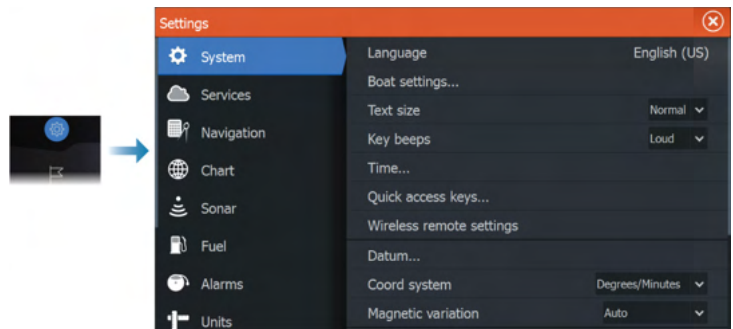 Settings
System
Services
Navigation
Chart
Sonar
Fuel
Alarms
Units
Language English (US)
Boat settings...
Text size Normal
Key beeps Loud
Time...
Quick access keys...
Wireless remote settings
Datum...
Coord system Degrees/Minutes
Magnetic variation Auto